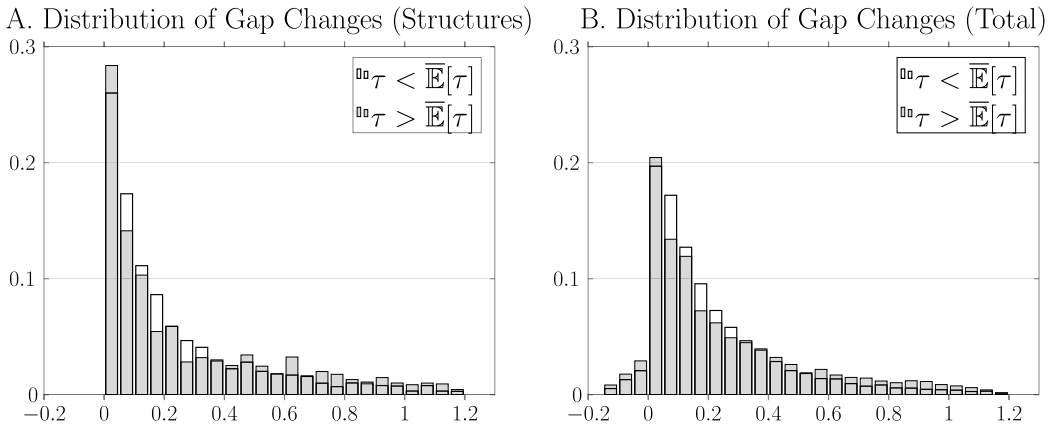 A. Distribution of Gap Changes (Structures)
0.3
0.2
0.1
0
−0.2 0 0.2 0.4 0.6 0.8 1 1.2
τ < 𝔼̅[τ]
τ > 𝔼̅[τ]
B. Distribution of Gap Changes (Total)
0.3
0.2
0.1
0
−0.2 0 0.2 0.4 0.6 0.8 1 1.2
τ < 𝔼̅[τ]
τ > 𝔼̅[τ]